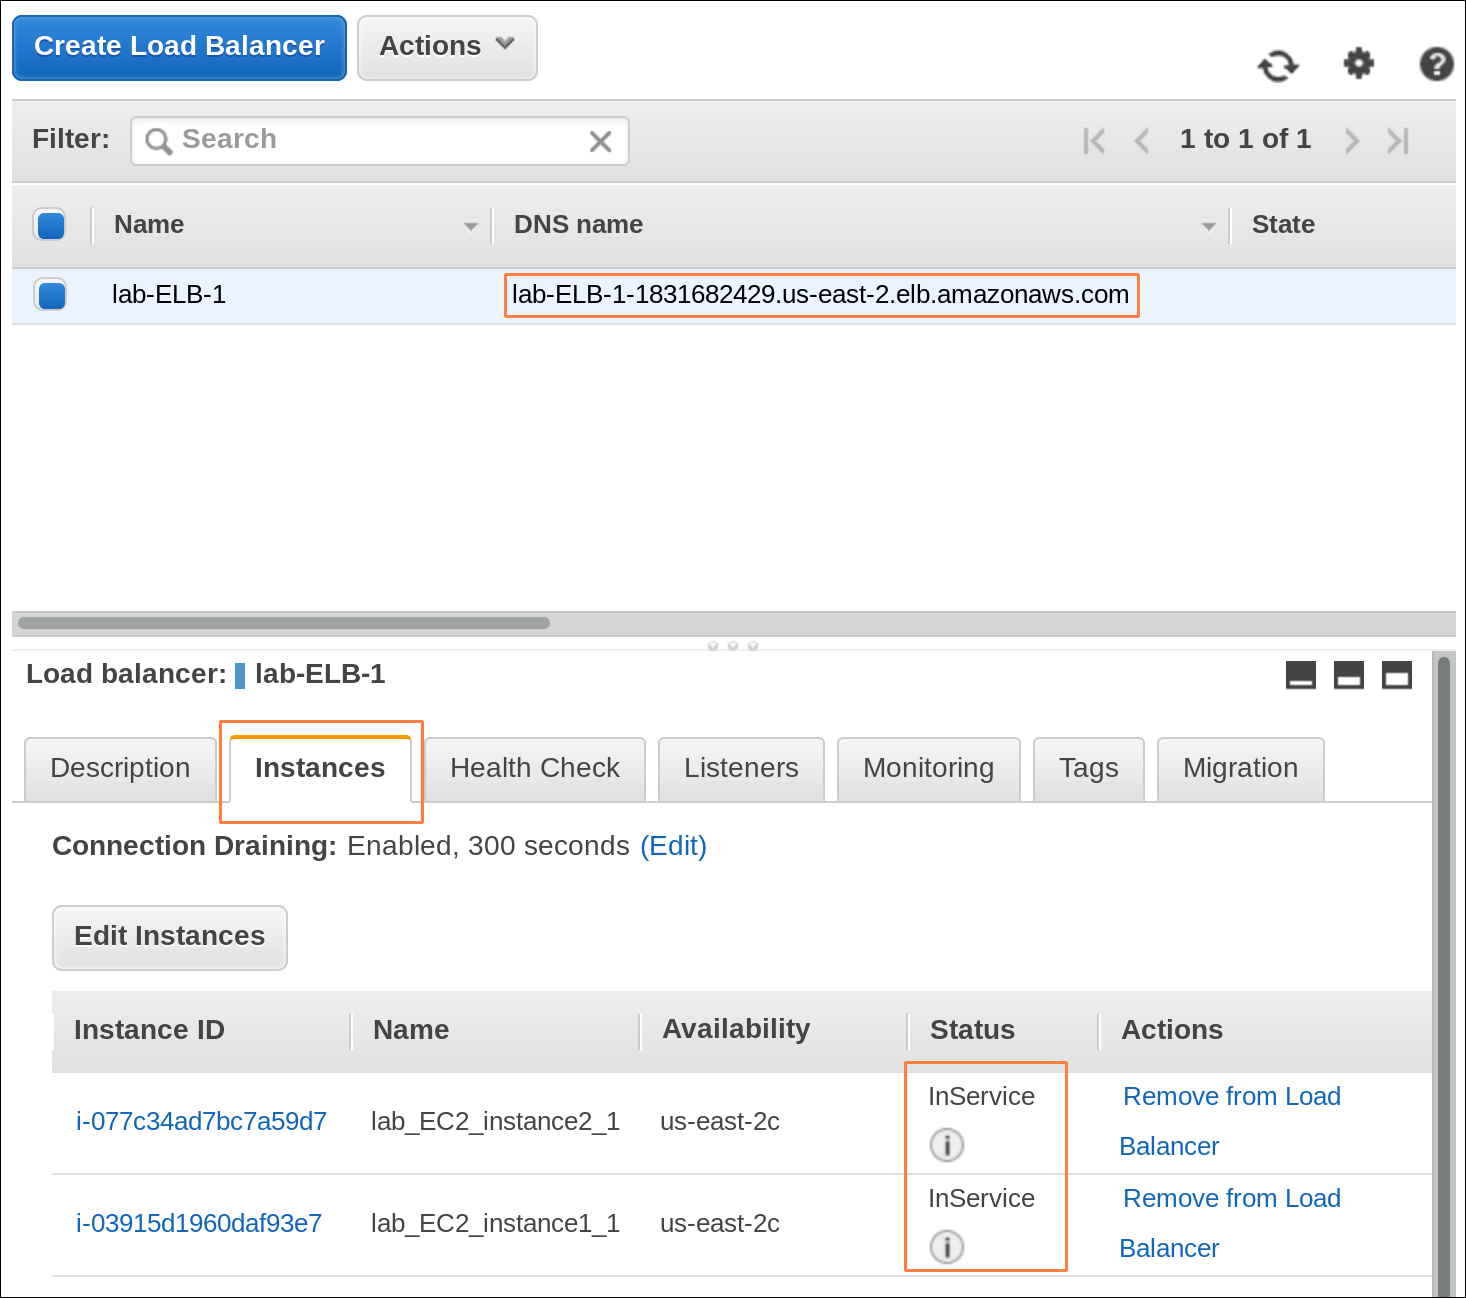 Create Load Balancer Actions
Filter: Search 1 to 1 of 1
Name DNS name State
lab-ELB-1 lab-ELB-1-1831682429.us-east-2.elb.amazonaws.com
Load balancer: lab-ELB-1
Description Instances Health Check Listeners Monitoring Tags Migration
Connection Draining: Enabled, 300 seconds (Edit)
Edit Instances
Instance ID Name Availability Status Actions
i-077c34ad7bc7a59d7 lab_EC2_instance2_1 us-east-2c InService Remove from Load
Balancer
i-03915d1960daf93e7 lab_EC2_instance1_1 us-east-2c InService Remove from Load
Balancer